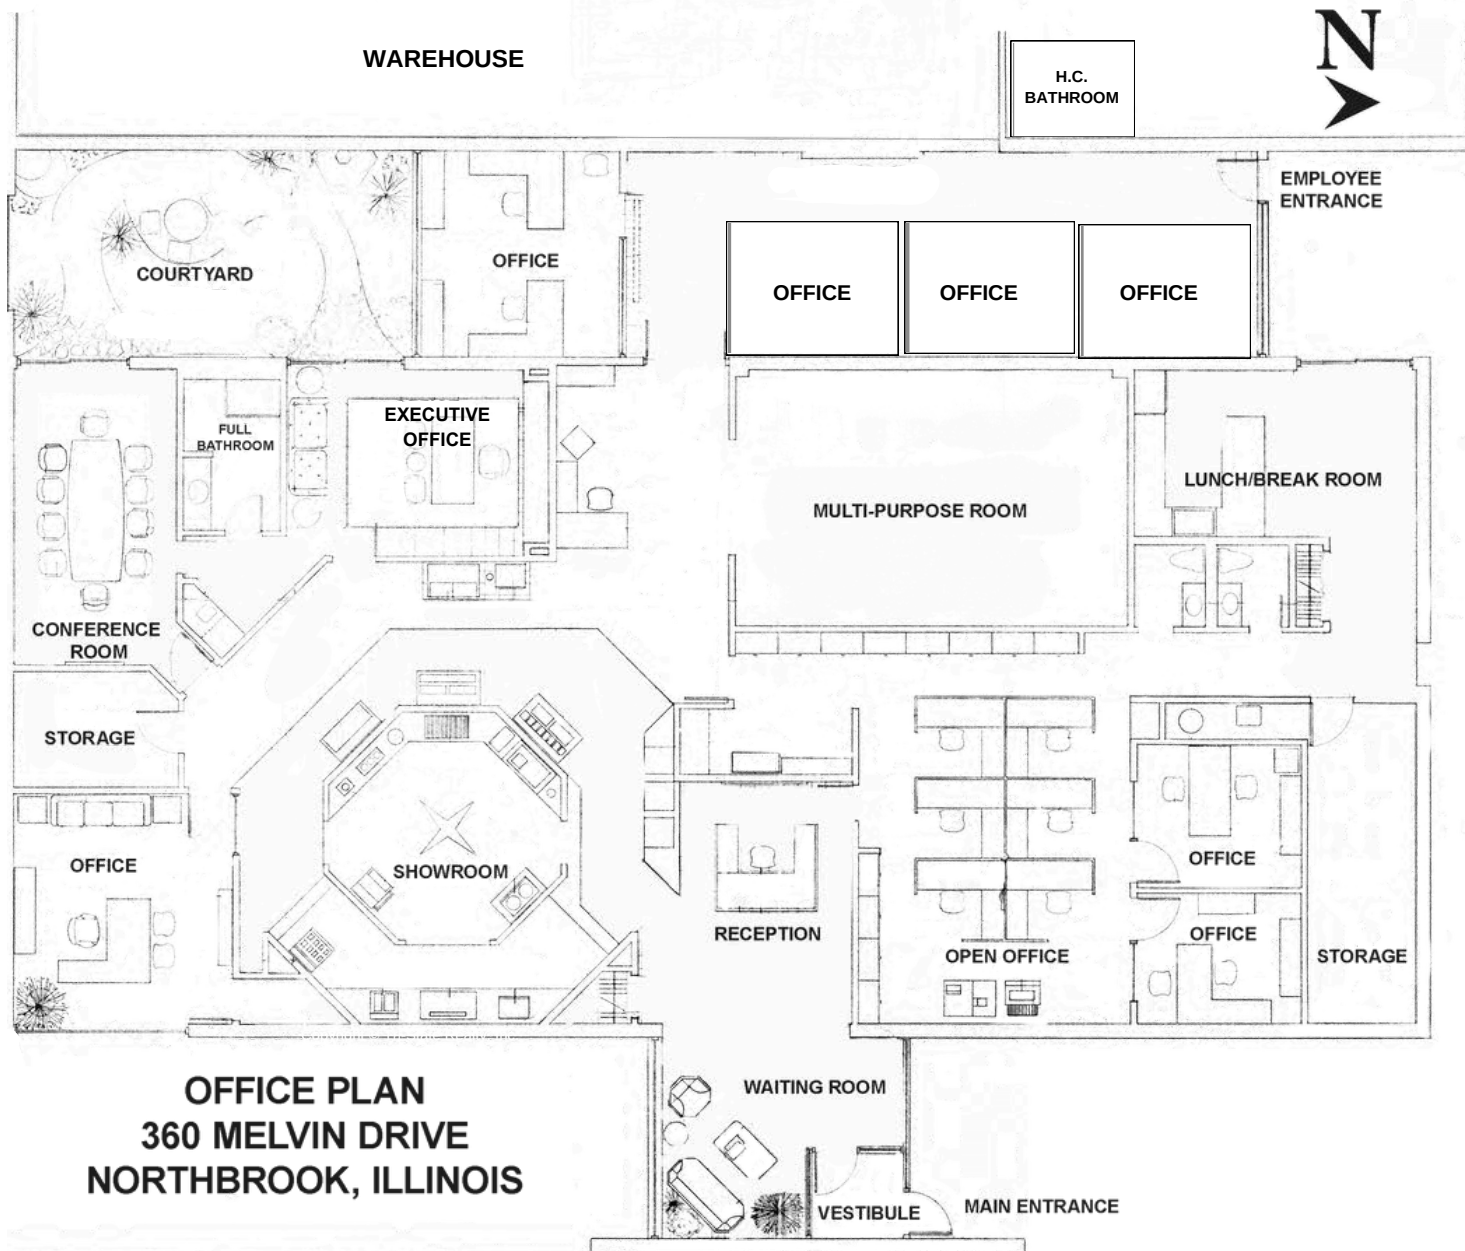 WAREHOUSE
H.C.
BATHROOM
N
EMPLOYEE
ENTRANCE
COURTYARD
OFFICE
OFFICE
OFFICE
OFFICE
EXECUTIVE
OFFICE
FULL
BATHROOM
LUNCH/BREAK ROOM
MULTI-PURPOSE ROOM
CONFERENCE
ROOM
STORAGE
OFFICE
SHOWROOM
OFFICE
RECEPTION
OFFICE
OPEN OFFICE
STORAGE
OFFICE PLAN
360 MELVIN DRIVE
NORTHBROOK, ILLINOIS
WAITING ROOM
VESTIBULE
MAIN ENTRANCE